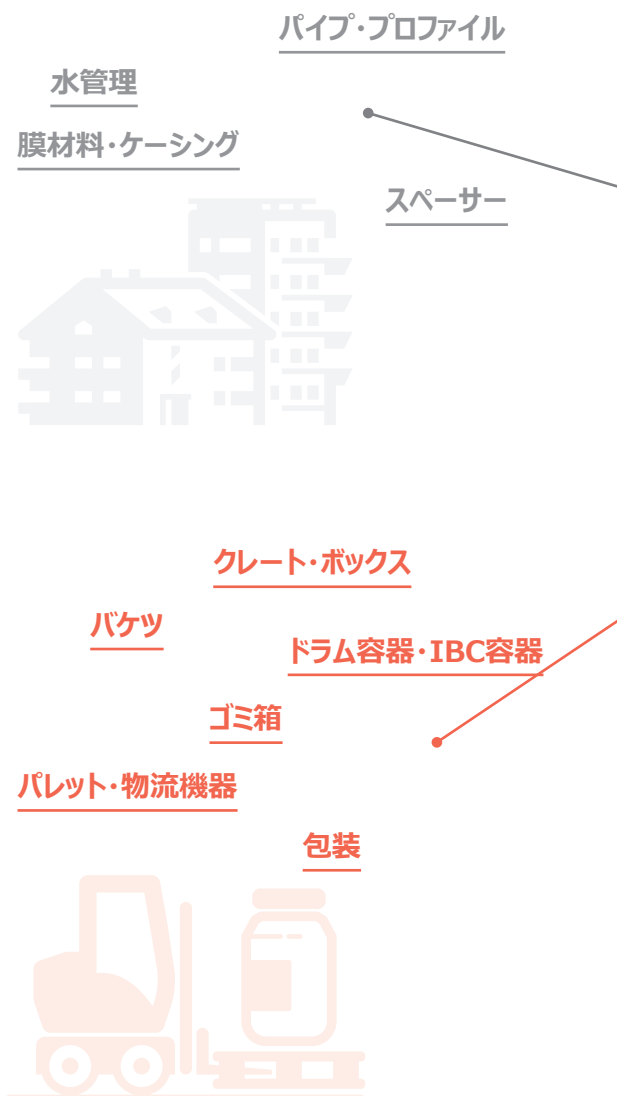 パイプ・プロファイル
水管理
膜材料・ケーシング
スペーサー
クレート・ボックス
バケツ
ドラム容器・IBC容器
ゴミ箱
パレット・物流機器
包装